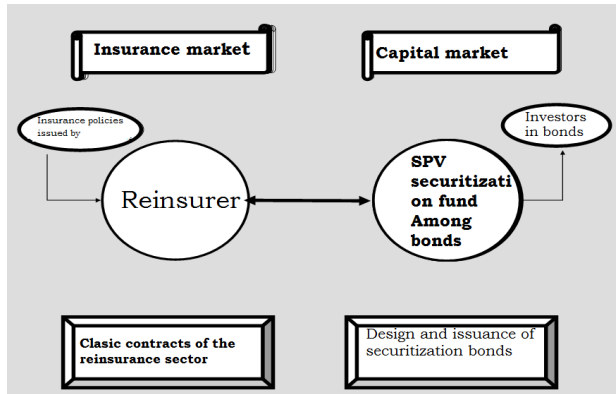 Insurance market
Capital market
Insurance policies
issued by
Investors
in bonds
Reinsurer
SPV
securitizati
on fund
Among
bonds
Clasic contracts of the
reinsurance sector
Design and issuance of
securitization bonds